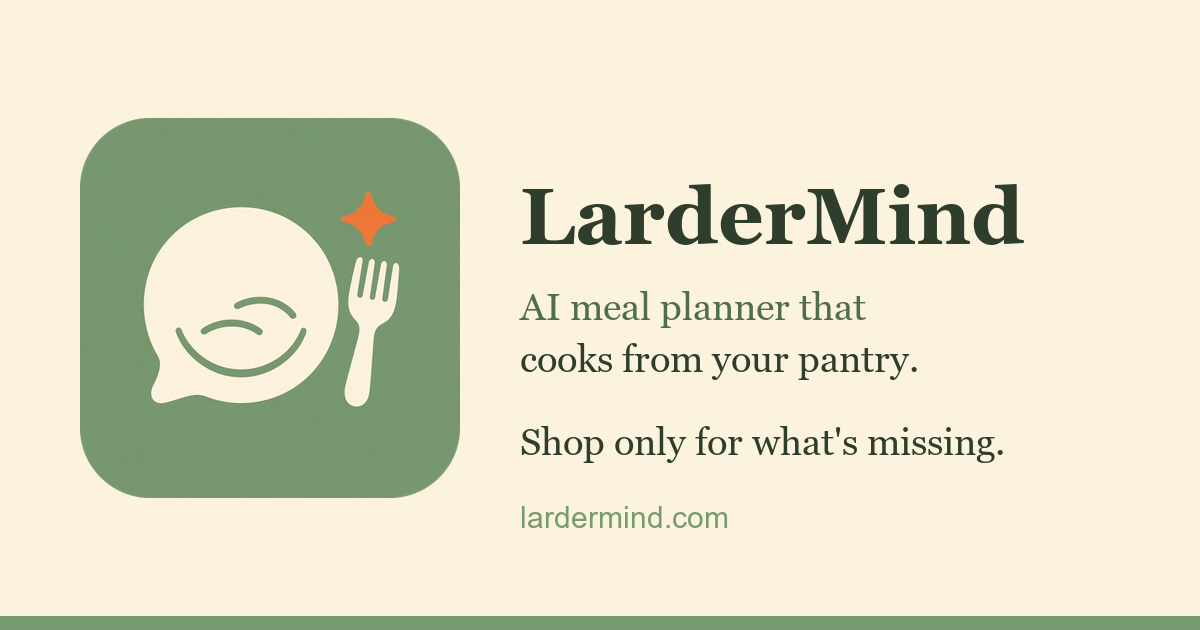 LarderMind
AI meal planner that
cooks from your pantry.
Shop only for what's missing.
lardermind.com